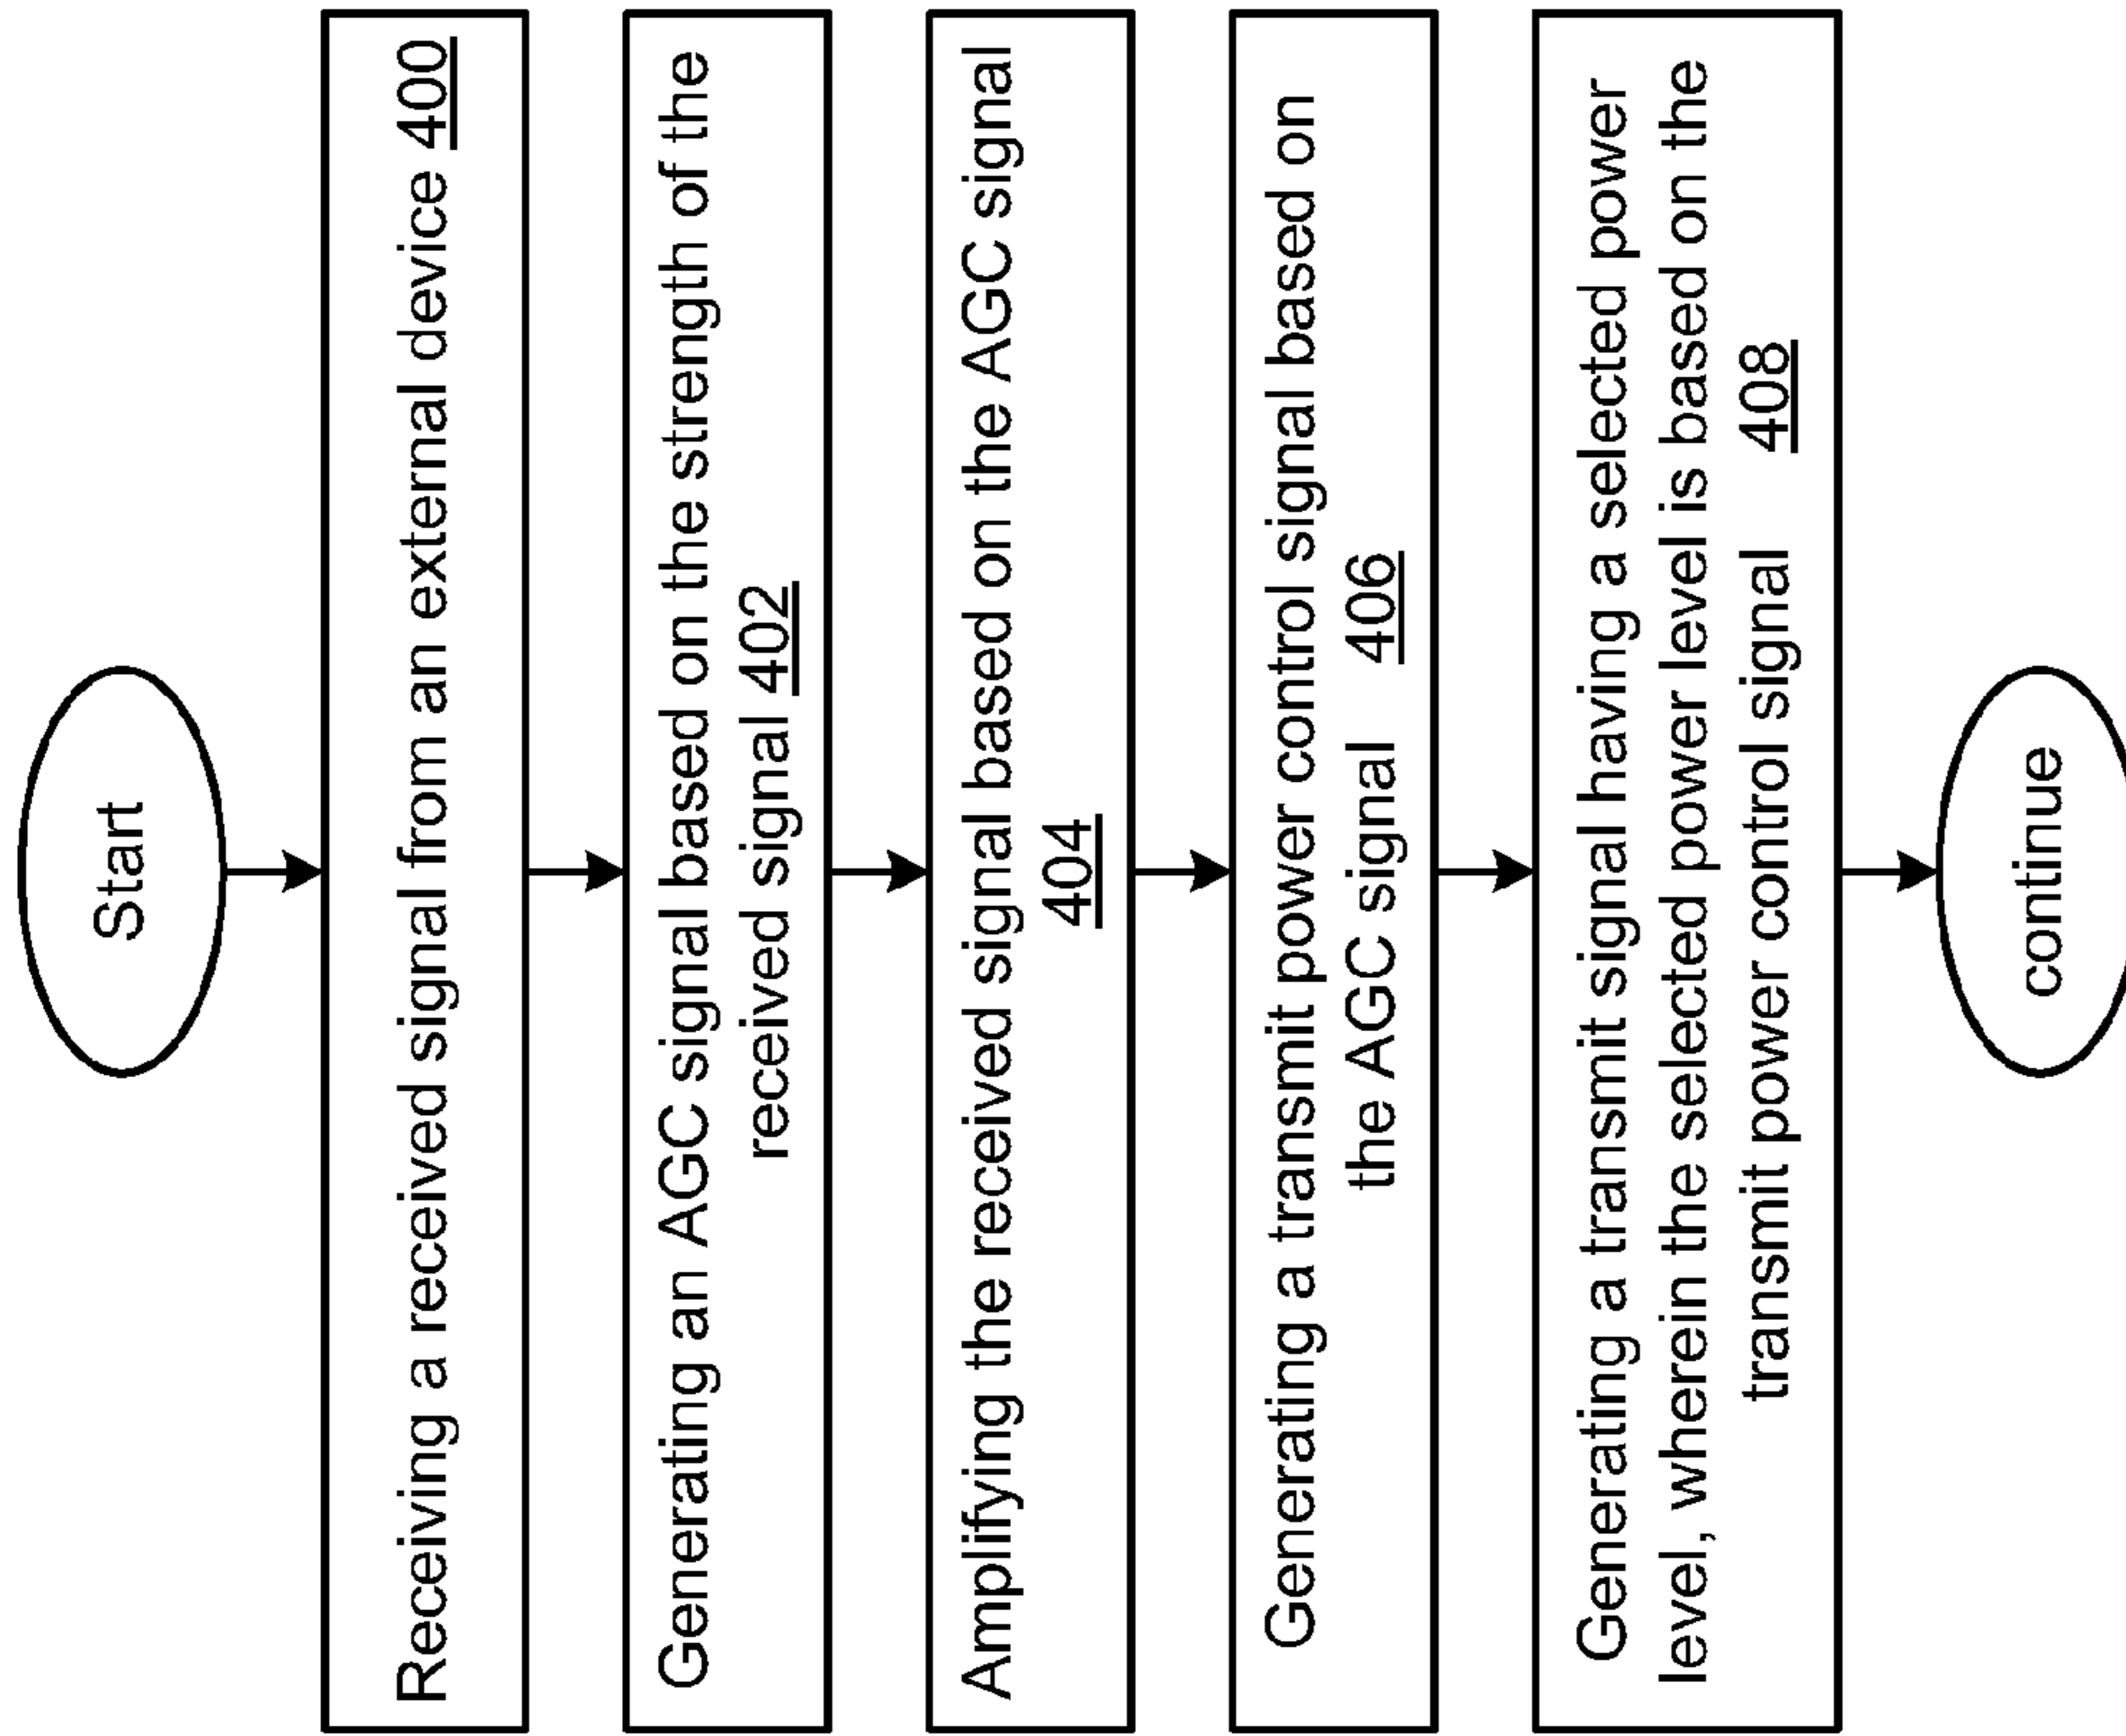 Start
Receiving a received signal from an external device 400
Generating an AGC signal based on the strength of the
received signal 402
Amplifying the received signal based on the AGC signal
404
Generating a transmit power control signal based on
the AGC signal 406
Generating a transmit signal having a selected power
level, wherein the selected power level is based on the
transmit power control signal 408
continue